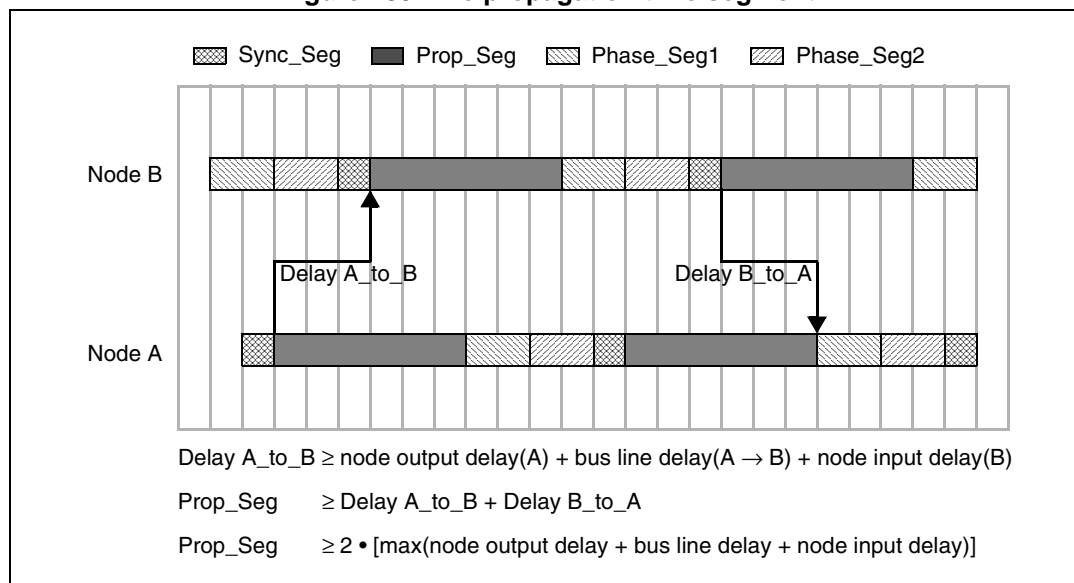 Sync_Seg Prop_Seg Phase_Seg1 Phase_Seg2
Node B
Delay A_to_B Delay B_to_A
Node A
Delay A_to_B ≥ node output delay(A) + bus line delay(A → B) + node input delay(B)
Prop_Seg ≥ Delay A_to_B + Delay B_to_A
Prop_Seg ≥ 2 • [max(node output delay + bus line delay + node input delay)]